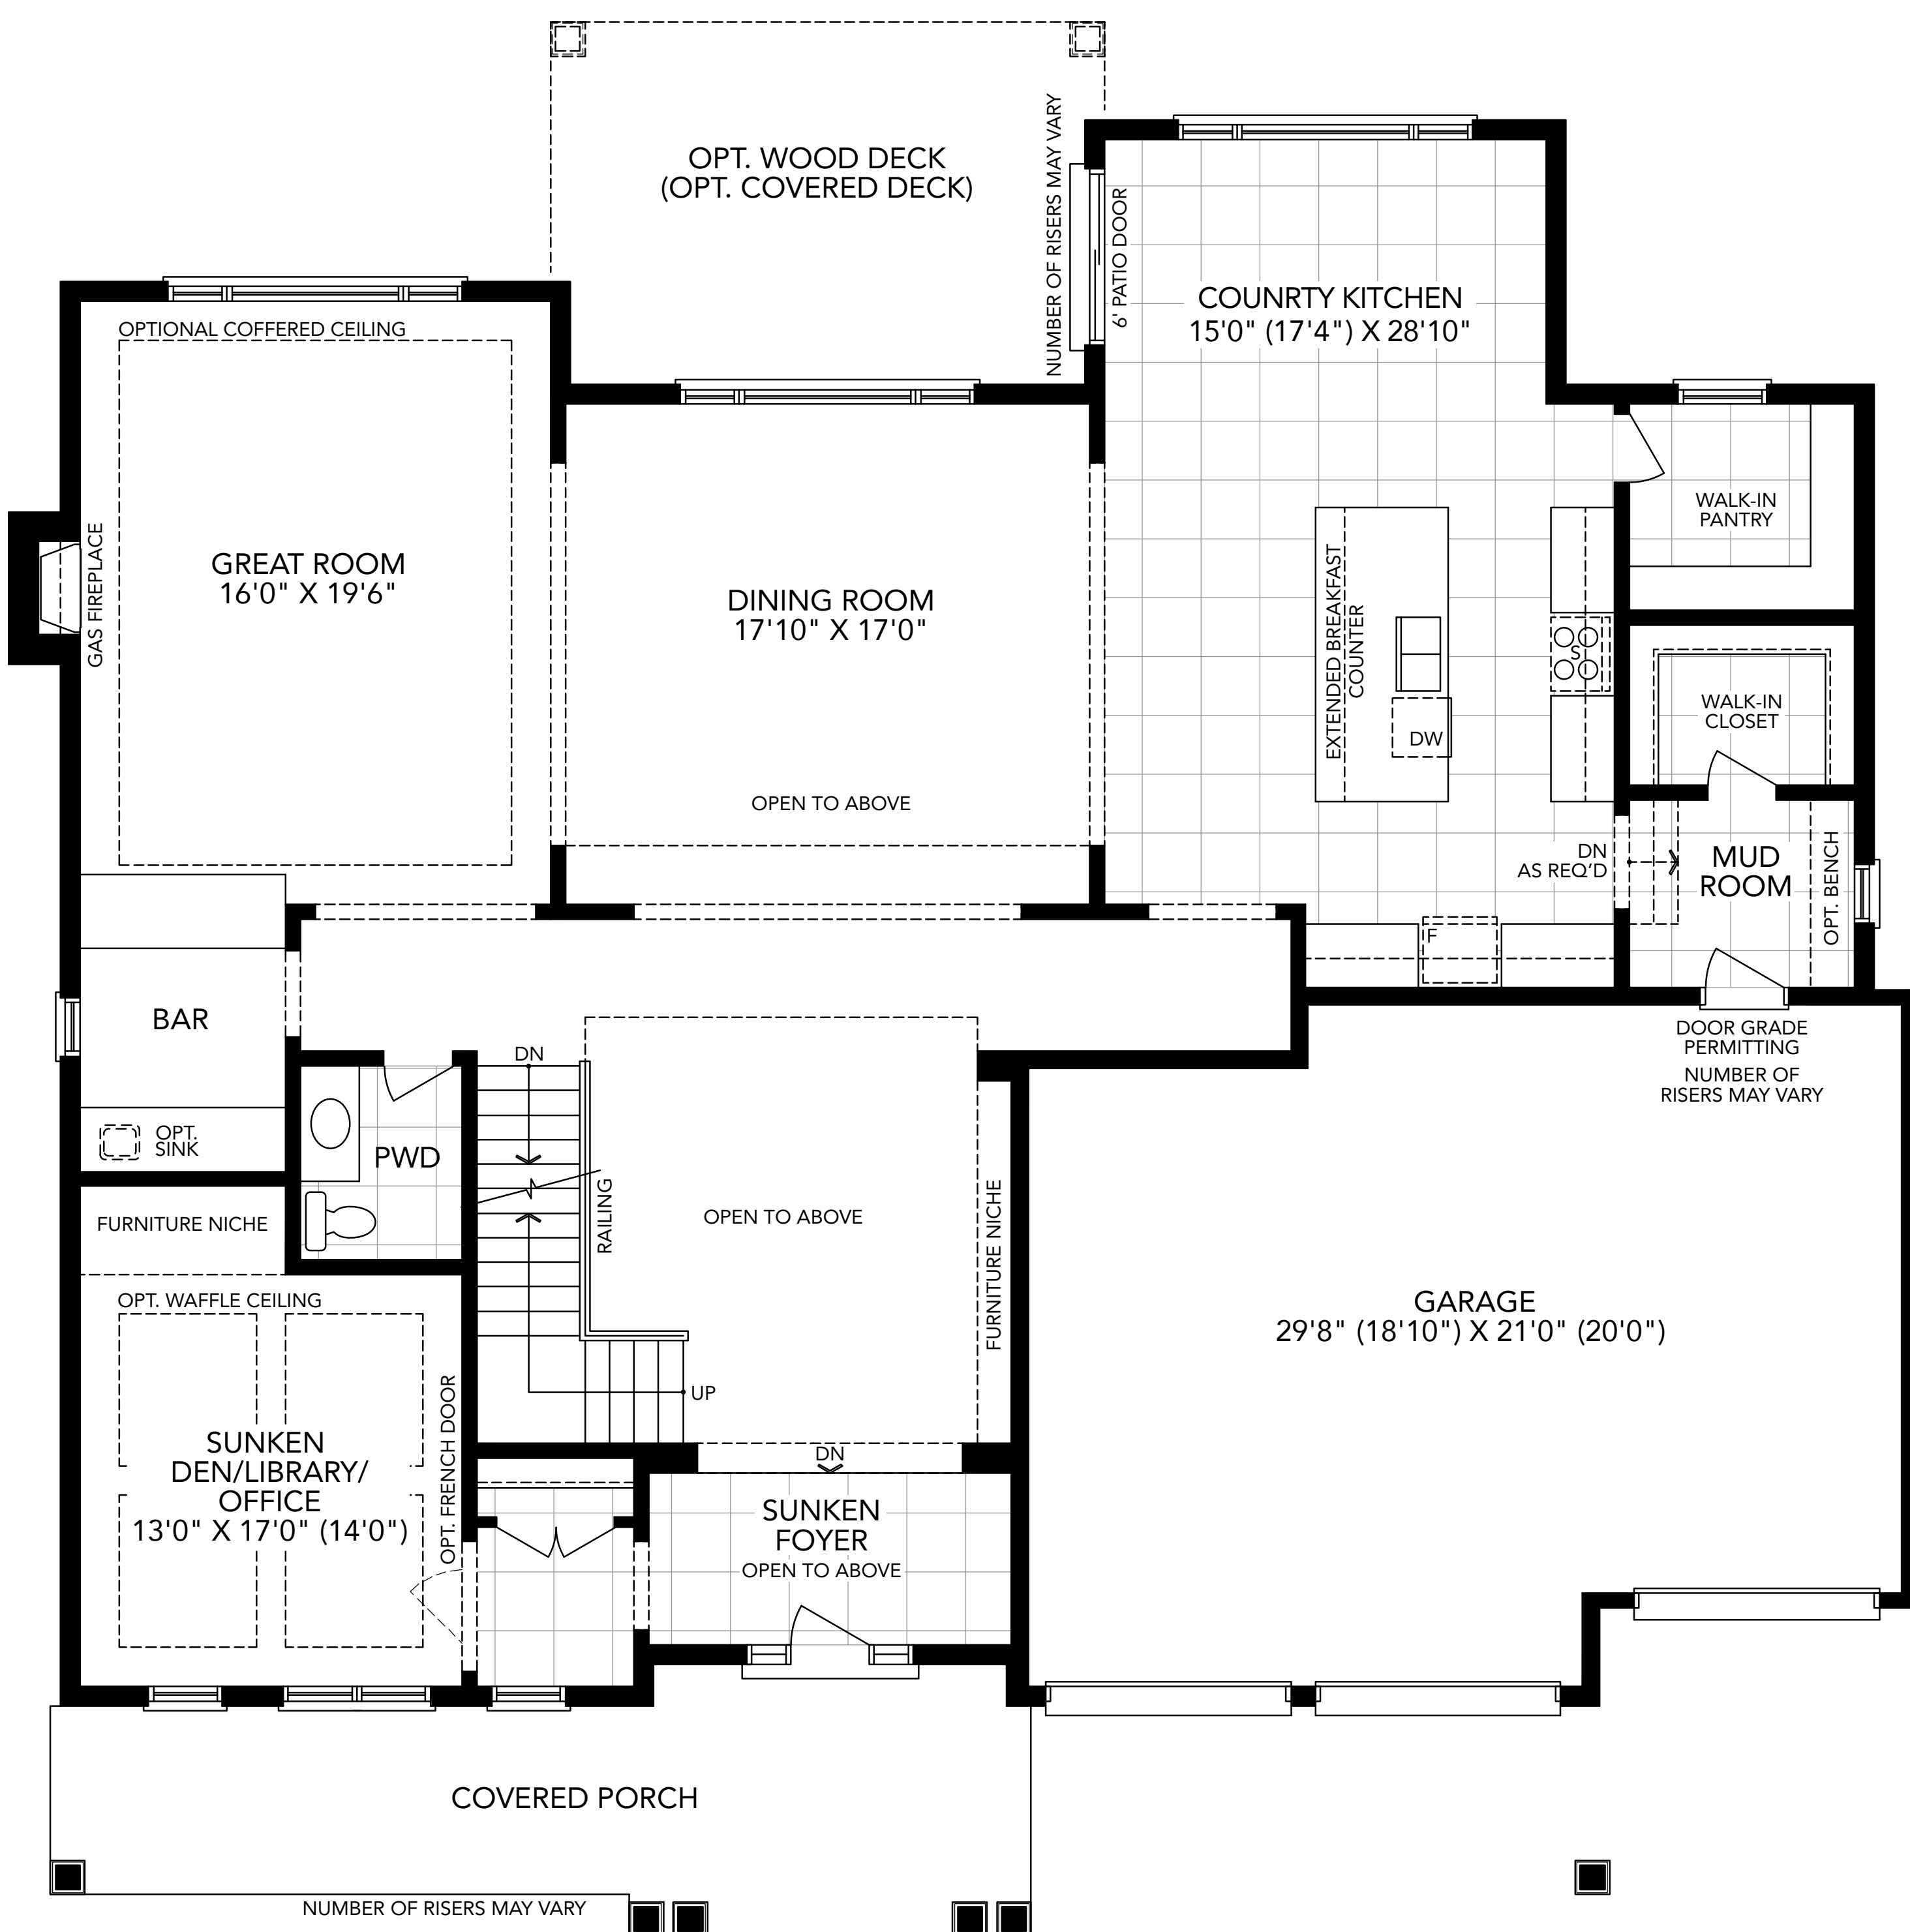 OPT. WOOD DECK
(OPT. COVERED DECK)
NUMBER OF RISERS MAY VARY
6' PATIO DOOR
COUNRTY KITCHEN
15'0" (17'4") X 28'10"
OPTIONAL COFFERED CEILING
GAS FIREPLACE
GREAT ROOM
16'0" X 19'6"
DINING ROOM
17'10" X 17'0"
OPEN TO ABOVE
EXTENDED BREAKFAST
COUNTER
S
DW
WALK-IN
PANTRY
WALK-IN
CLOSET
DN
AS REQ'D
MUD
ROOM
OPT. BENCH
F
BAR
OPT.
SINK
DN
PWD
RAILING
OPEN TO ABOVE
FURNITURE NICHE
UP
DOOR GRADE
PERMITTING
NUMBER OF
RISERS MAY VARY
FURNITURE NICHE
OPT. WAFFLE CEILING
GARAGE
29'8" (18'10") X 21'0" (20'0")
SUNKEN
DEN/LIBRARY/
OFFICE
13'0" X 17'0" (14'0")
OPT. FRENCH DOOR
DN
SUNKEN
FOYER
OPEN TO ABOVE
COVERED PORCH
NUMBER OF RISERS MAY VARY